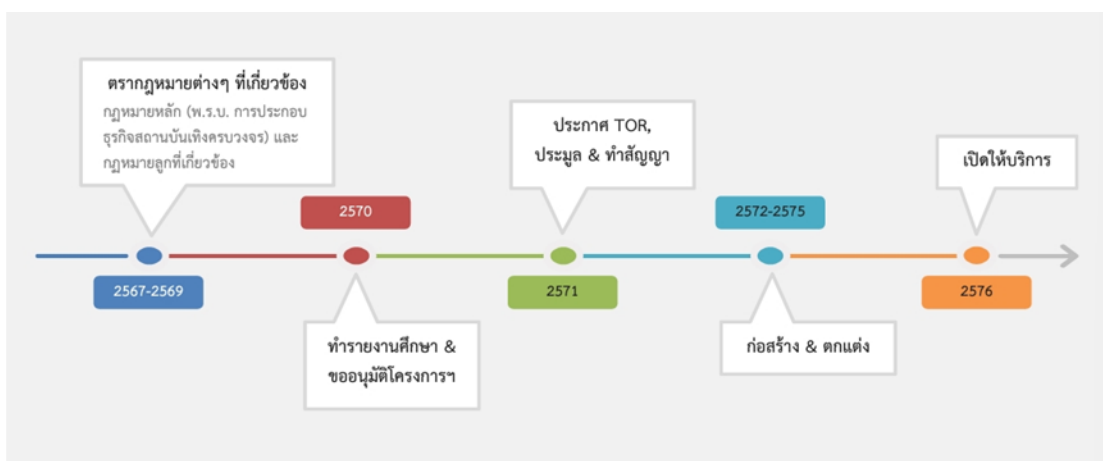 ตรากฎหมายต่างๆ ที่เกี่ยวข้อง
กฎหมายหลัก (พ.ร.บ. การประกอบ
ธุรกิจสถานบันเทิงครบวงจร) และ
กฎหมายลูกที่เกี่ยวข้อง
2567-2569
2570
ทำรายงานศึกษา &
ขออนุมัติโครงการฯ
ประกาศ TOR,
ประมูล & ทำสัญญา
2571
2572-2575
ก่อสร้าง & ตกแต่ง
เปิดให้บริการ
2576